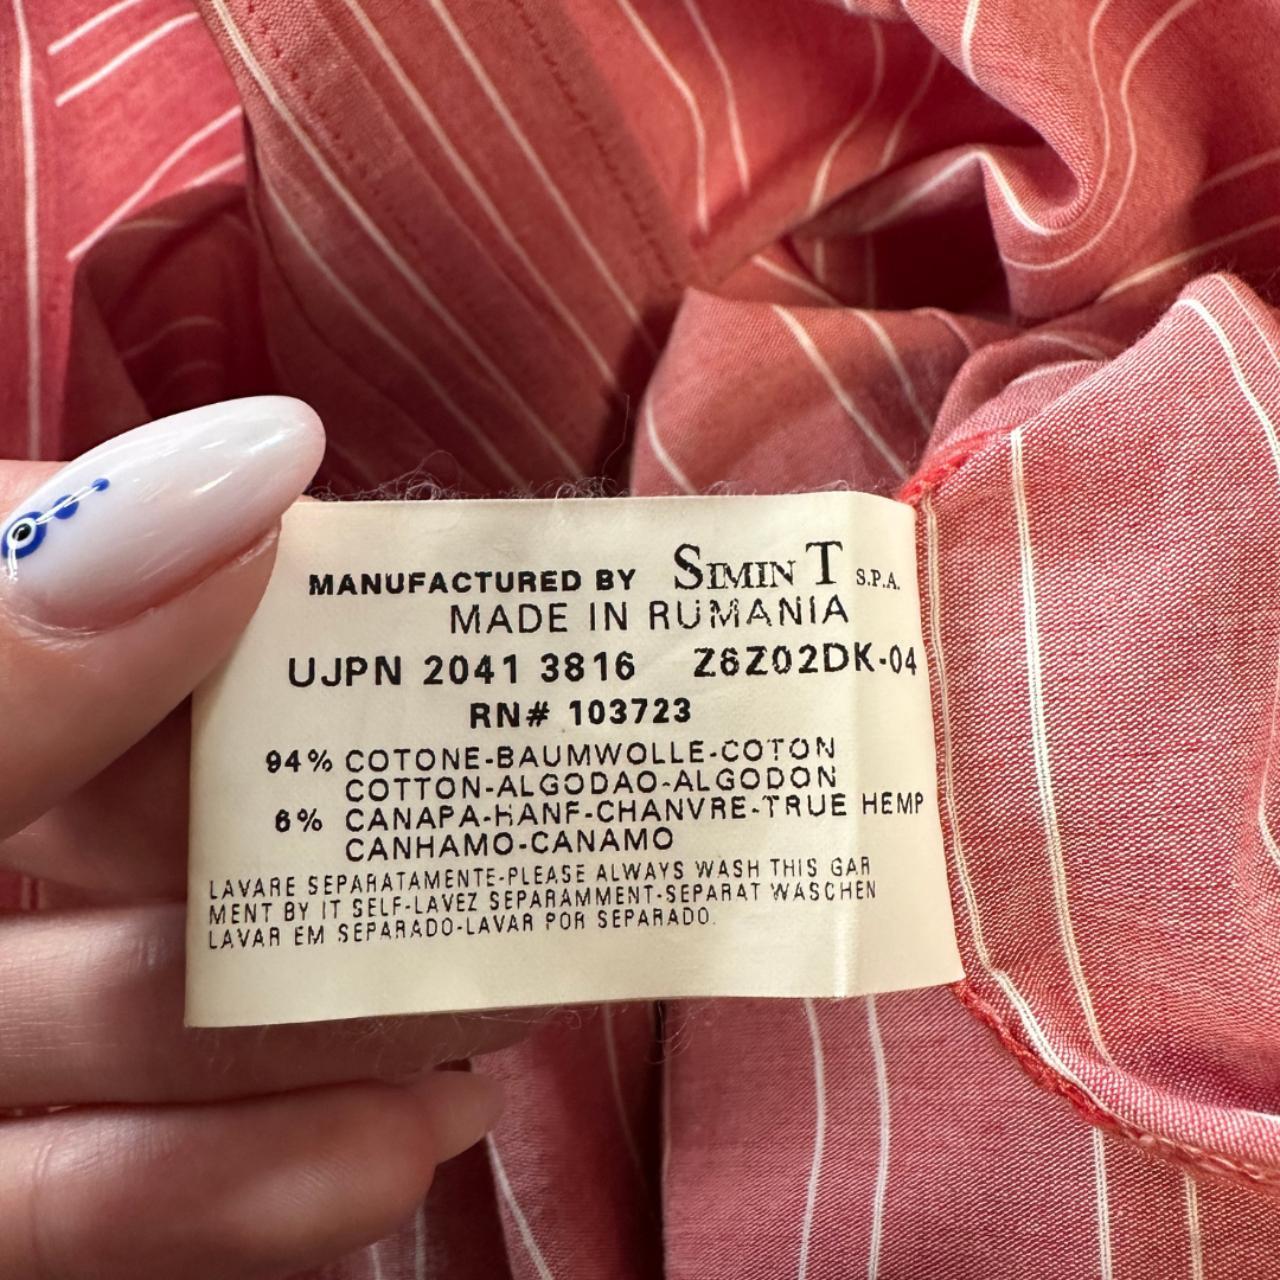 MANUFACTURED BY SIMIN T S.P.A.
MADE IN RUMANIA
UJPN 2041 3816 Z6Z02DK-04
RN# 103723
94% COTONE-BAUMWOLLE-COTON
COTTON-ALGODAO-ALGODON
6% CANAPA-HANF-CHANVRE-TRUE HEMP
CANHAMO-CANAMO
LAVARE SEPARATAMENTE-PLEASE ALWAYS WASH THIS GAR
MENT BY IT SELF-LAVEZ SEPARAMMENT-SEPARAT WASCHEN
LAVAR EM SEPARADO-LAVAR POR SEPARADO.